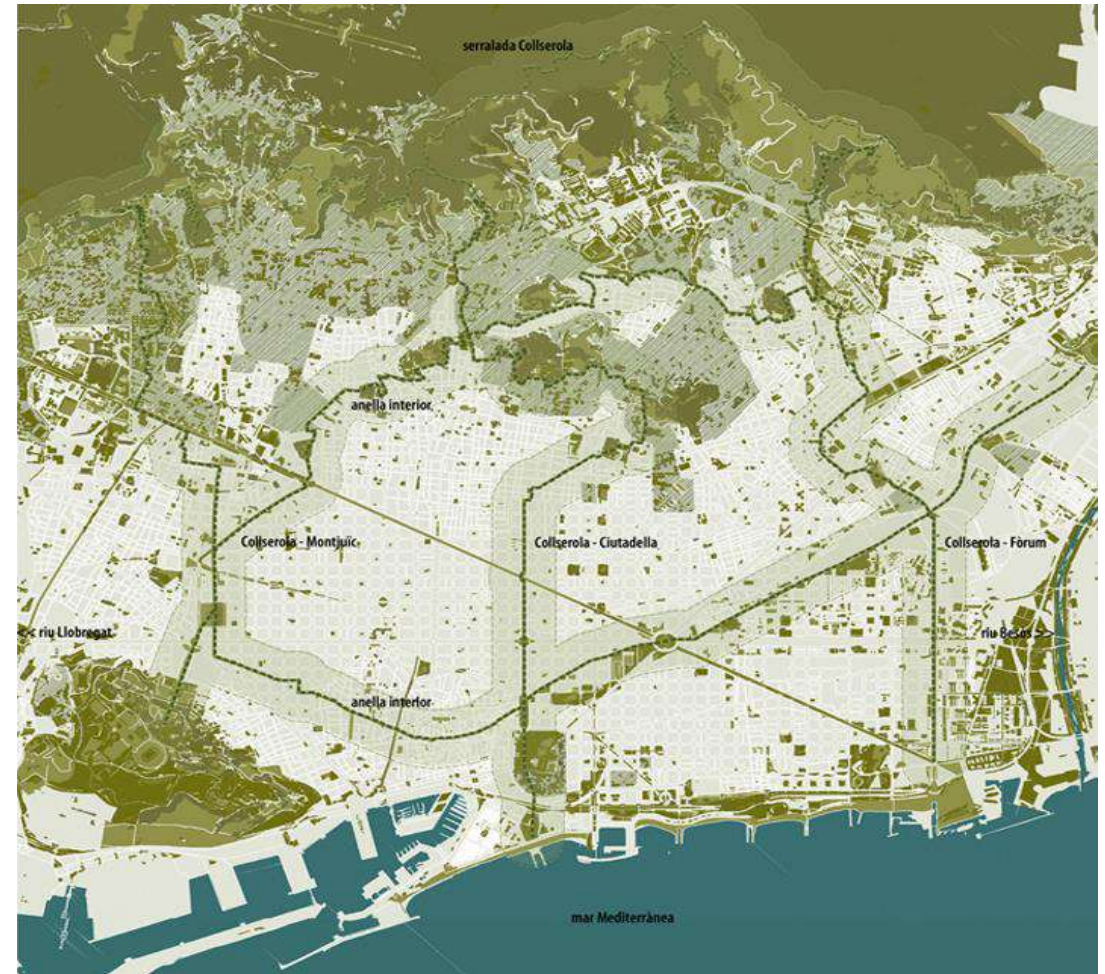 serralada Collserola
anella interior
Collserola - Montjuïc
Collserola - Ciutadella
Collserola - Fòrum
<< riu Llobregat
riu Besòs >>
anella interior
mar Mediterrànea